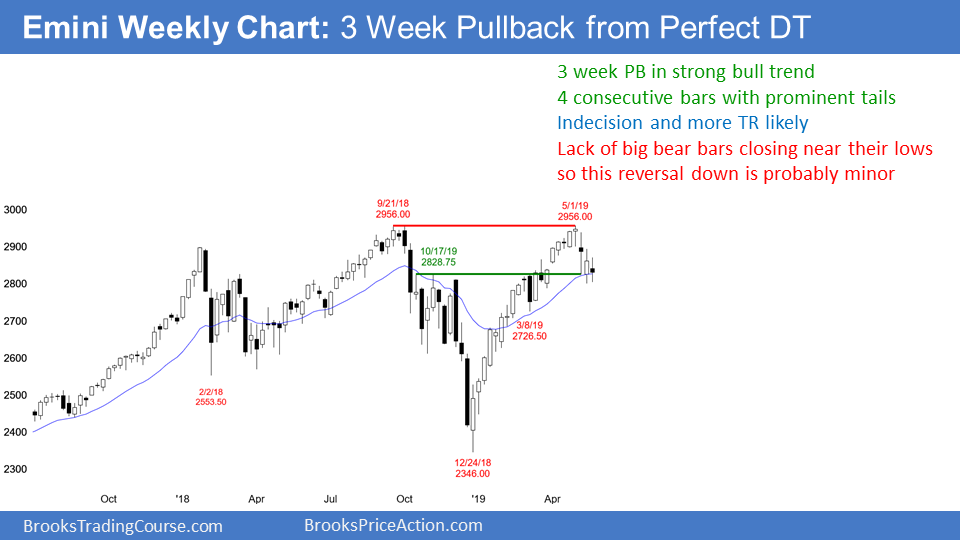 Emini Weekly Chart: 3 Week Pullback from Perfect DT
3 week PB in strong bull trend
4 consecutive bars with prominent tails
Indecision and more TR likely
Lack of big bear bars closing near their lows
so this reversal down is probably minor
3000
2900
2800
2700
2600
2500
2400
2300
9/21/18
2956.00
5/1/19
2956.00
10/17/19
2828.75
3/8/19
2726.50
2/2/18
2553.50
12/24/18
2346.00
Oct
'18
Apr
Jul
Oct
'19
Apr
BrooksTradingCourse.com
BrooksPriceAction.com